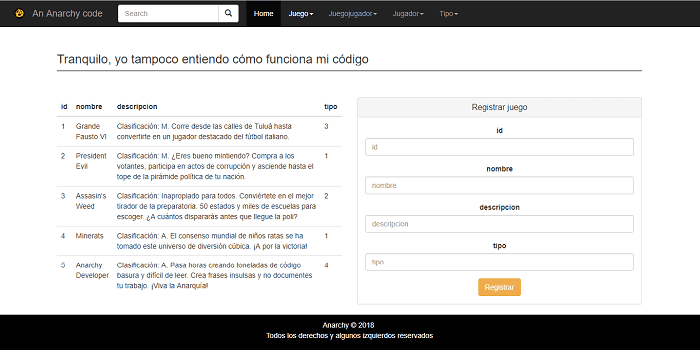 An Anarchy code
Search
Home
Juego
Juegojugador
Jugador
Tipo
Tranquilo, yo tampoco entiendo cómo funciona mi código
id nombre descripcion tipo
1 Grande Clasificación: M. Corre desde las calles de Tuluá hasta 3
Fausto VI convertirte en un jugador destacado del fútbol italiano.
2 President Clasificación: M. ¿Eres bueno mintiendo? Compra a los 1
Evil votantes, participa en actos de corrupción y asciende hasta el
tope de la pirámide política de tu nación.
3 Assasin's Clasificación: Inapropiado para todos. Conviértete en el mejor 2
Weed tirador de la preparatoria. 50 estados y miles de escuelas para
escoger. ¿A cuántos dispararás antes que llegue la poli?
4 Minerats Clasificación: A. El consenso mundial de niños ratas se ha 1
tomado este universo de diversión cúbica. ¡A por la victoria!
5 Anarchy Clasificación: A. Pasa horas creando toneladas de código 4
Developer basura y difícil de leer. Crea frases insulsas y no documentes
tu trabajo. ¡Viva la Anarquía!
Registrar juego
id
id
nombre
nombre
descripcion
descripcion
tipo
tipo
Registrar
Anarchy © 2018
Todos los derechos y algunos izquierdos reservados